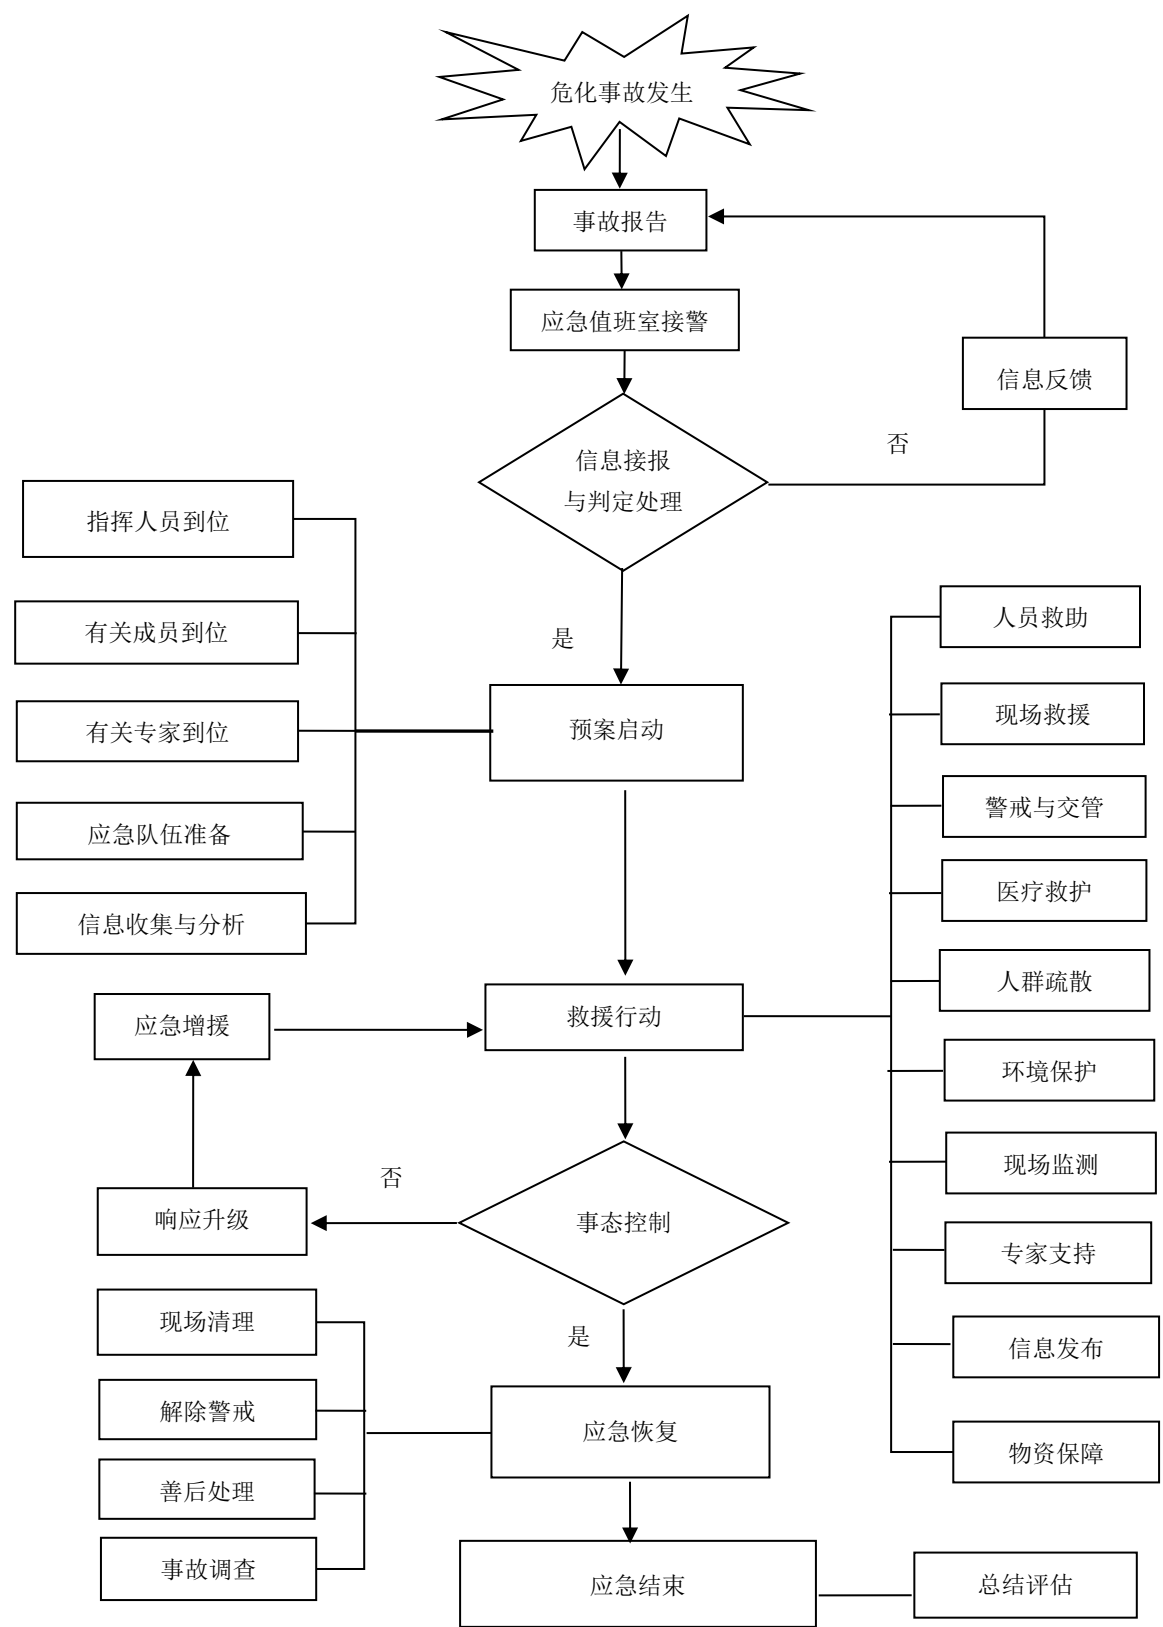 危化事故发生
事故报告
应急值班室接警
信息反馈
否
信息接报
与判定处理
指挥人员到位
有关成员到位
有关专家到位
应急队伍准备
信息收集与分析
是
预案启动
人员救助
现场救援
警戒与交管
医疗救护
人群疏散
环境保护
现场监测
专家支持
信息发布
物资保障
应急增援
救援行动
否
响应升级
事态控制
是
现场清理
解除警戒
善后处理
事故调查
应急恢复
应急结束
总结评估